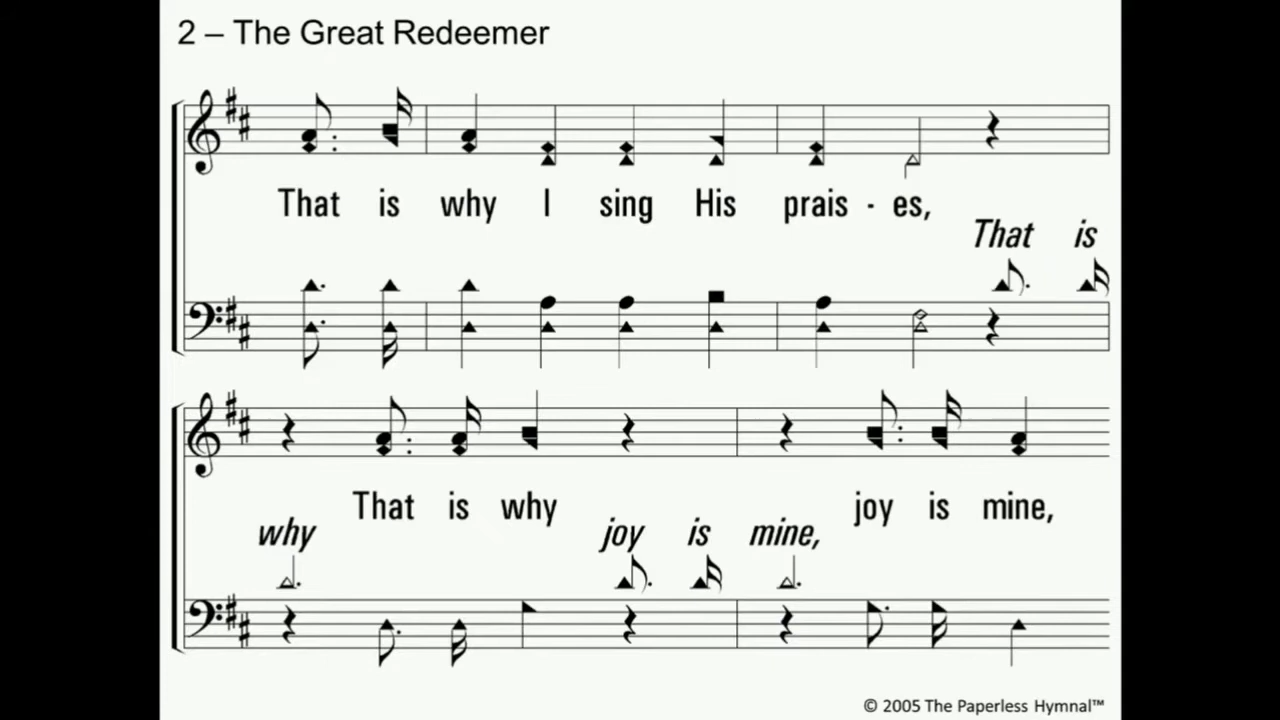 2 – The Great Redeemer
That is why I sing His prais - es,
That is
That is why joy is mine,
why joy is mine,
© 2005 The Paperless Hymnal™